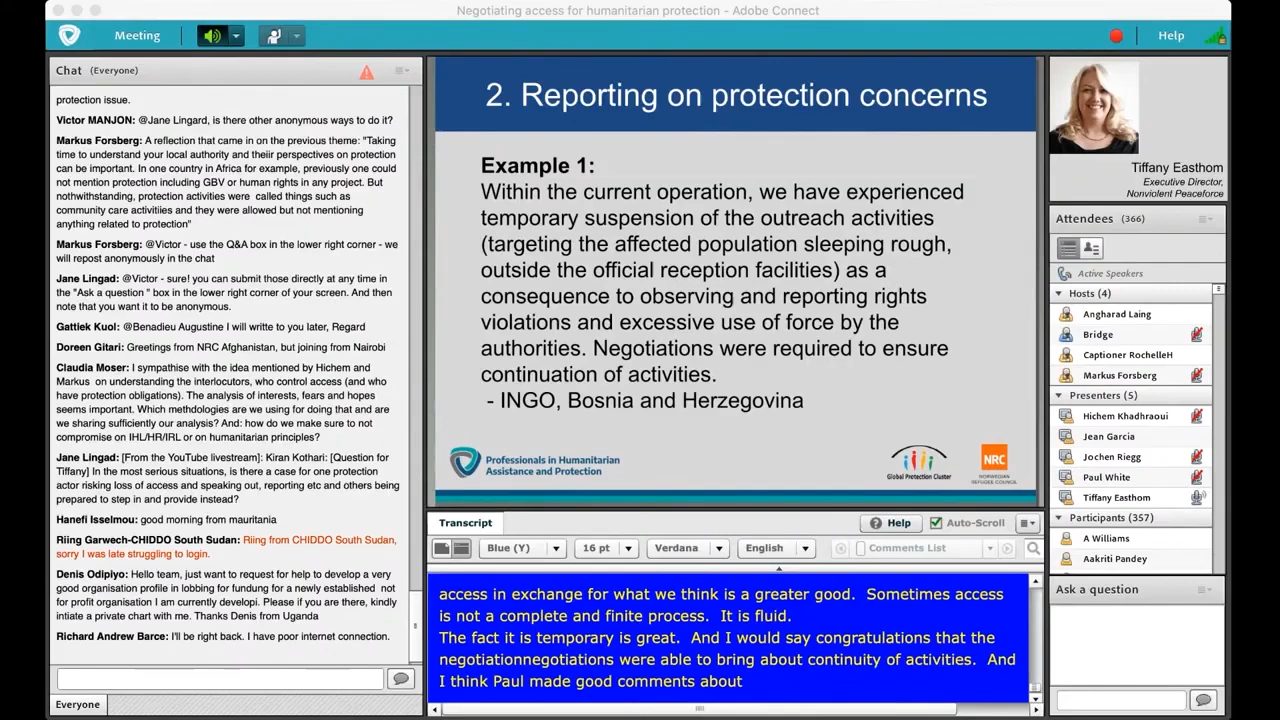 Negotiating access for humanitarian protection - Adobe Connect
Meeting
Help
Chat (Everyone)
protection issue.
Victor MANJON: @Jane Lingard, is there other anonymous ways to do it?
Markus Forsberg: A reflection that came in on the previous theme: "Taking
time to understand your local authority and theiir perspectives on protection
can be important. In one country in Africa for example, previously one could
not mention protection including GBV or human rights in any project. But
nothwithstanding, protection activities were called things such as
community care activitiies and they were allowed but not mentioning
anything related to protection"
Markus Forsberg: @Victor - use the Q&A box in the lower right corner - we
will repost anonymously in the chat
Jane Lingad: @Victor - sure! you can submit those directly at any time in
the "Ask a question " box in the lower right corner of your screen. And then
note that you want it to be anonymous.
Gattiek Kuol: @Benadieu Augustine I will write to you later, Regard
Doreen Gitari: Greetings from NRC Afghanistan, but joining from Nairobi
Claudia Moser: I sympathise with the idea mentioned by Hichem and
Markus on understanding the interlocutors, who control access (and who
have protection obligations). The analysis of interests, fears and hopes
seems important. Which methdologies are we using for doing that and are
we sharing sufficiently our analysis? And: how do we make sure to not
compromise on IHL/HR/IRL or on humanitarian principles?
Jane Lingad: [From the YouTube livestream]: Kiran Kothari: [Question for
Tiffany] In the most serious situations, is there a case for one protection
actor risking loss of access and speaking out, reporting etc and others being
prepared to step in and provide instead?
Hanefi Isselmou: good morning from mauritania
Riing Garwech-CHIDDO South Sudan: Riing from CHIDDO South Sudan,
sorry I was late struggling to login.
Denis Odipiyo: Hello team, just want to request for help to develop a very
good organisation profile in lobbing for fundung for a newly established not
for profit organisation I am currently developi. Please if you are there, kindly
intiate a private chart with me. Thanks Denis from Uganda
Richard Andrew Barce: I'll be right back. I have poor internet connection.
Everyone
2. Reporting on protection concerns
Example 1:
Within the current operation, we have experienced
temporary suspension of the outreach activities
(targeting the affected population sleeping rough,
outside the official reception facilities) as a
consequence to observing and reporting rights
violations and excessive use of force by the
authorities. Negotiations were required to ensure
continuation of activities.
- INGO, Bosnia and Herzegovina
Professionals in Humanitarian
Assistance and Protection
Global Protection Cluster
NRC
NORWEGIAN
REFUGEE COUNCIL
Transcript
Help
Auto-Scroll
Blue (Y)
16 pt
Verdana
English
Comments List
access in exchange for what we think is a greater good. Sometimes access
is not a complete and finite process. It is fluid.
The fact it is temporary is great. And I would say congratulations that the
negotiationnegotiations were able to bring about continuity of activities. And
I think Paul made good comments about
Tiffany Easthom
Executive Director,
Nonviolent Peaceforce
Attendees (366)
Active Speakers
Hosts (4)
Angharad Laing
Bridge
Captioner RochelleH
Markus Forsberg
Presenters (5)
Hichem Khadhraoui
Jean Garcia
Jochen Riegg
Paul White
Tiffany Easthom
Participants (357)
A Williams
Aakriti Pandey
Ask a question